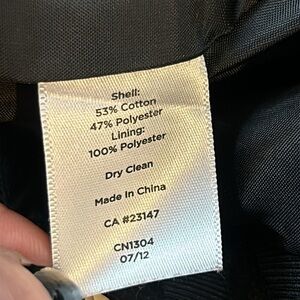 Shell:
53% Cotton
47% Polyester
Lining:
100% Polyester
Dry Clean
Made In China
CA #23147
CN1304
07/12